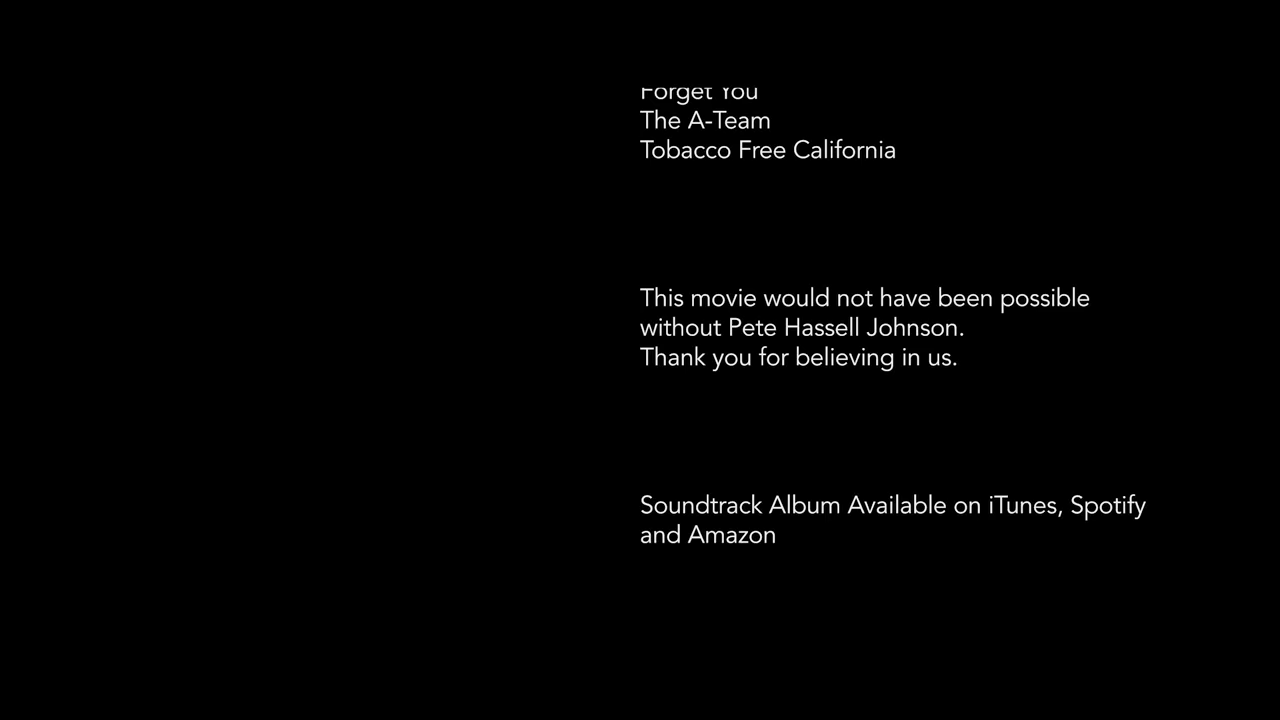 Forget You
The A-Team
Tobacco Free California
This movie would not have been possible
without Pete Hassell Johnson.
Thank you for believing in us.
Soundtrack Album Available on iTunes, Spotify
and Amazon